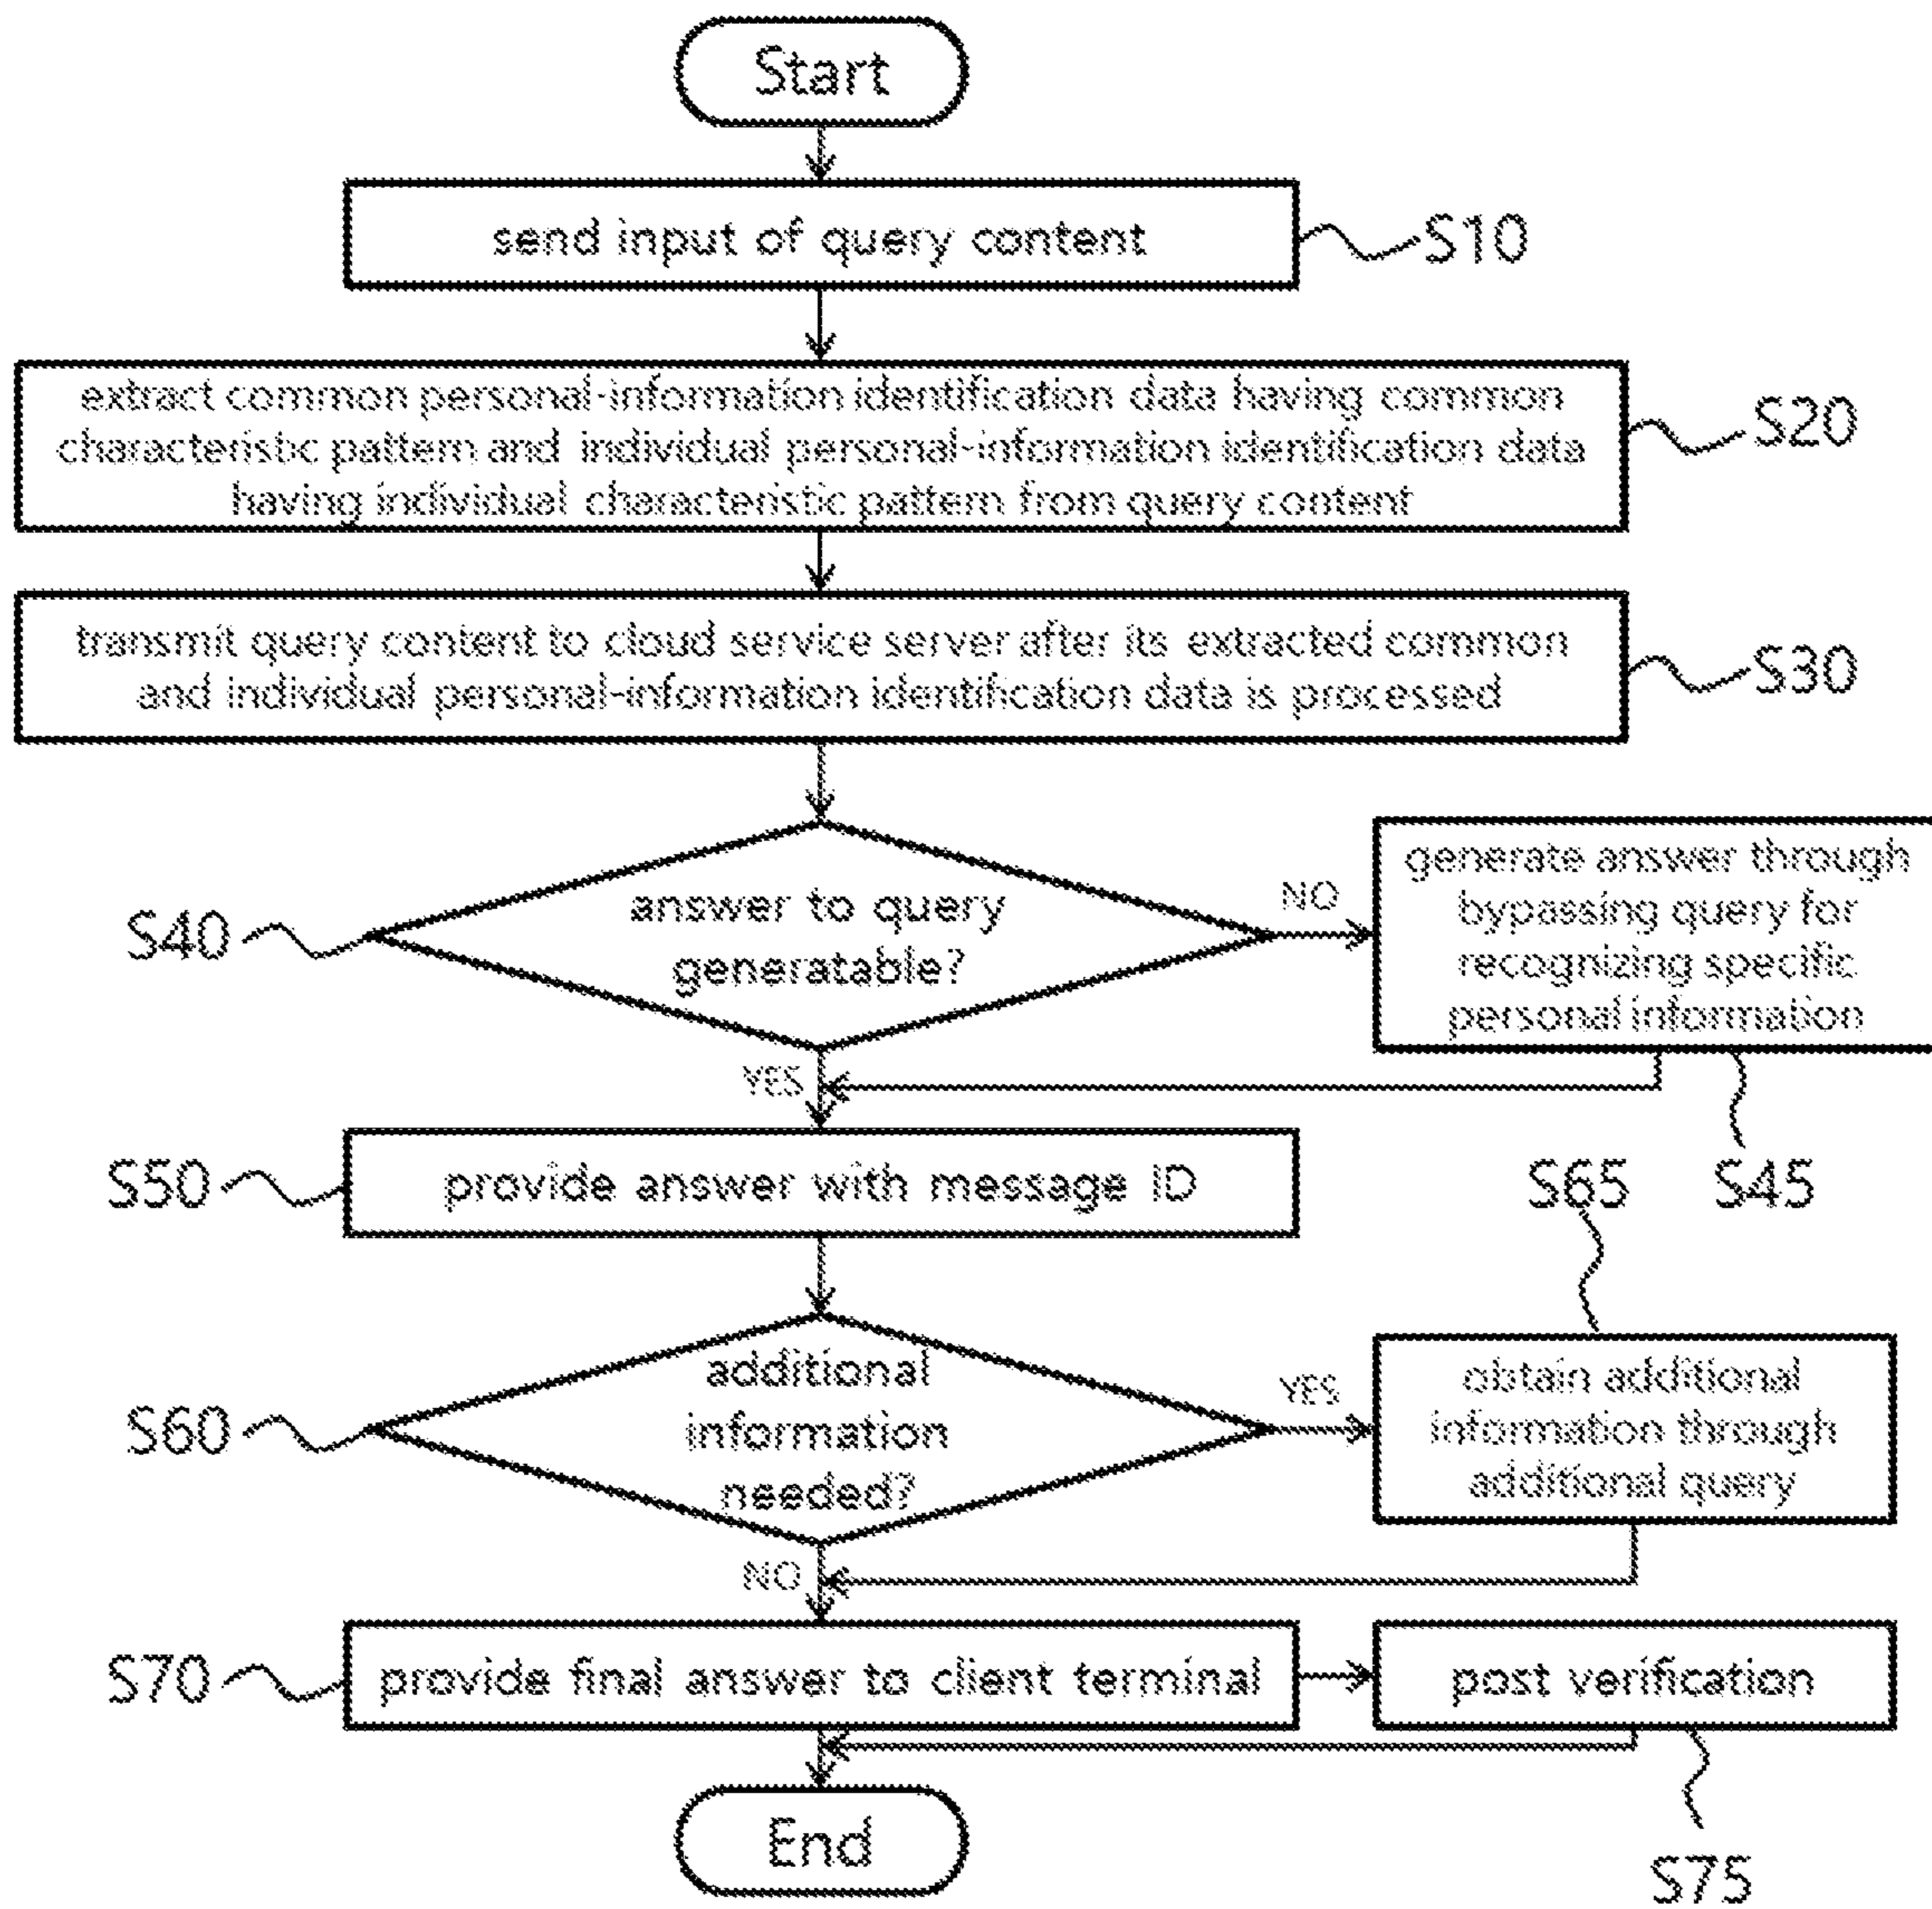 Start
send input of query content
S10
extract common personal-information identification data having common
characteristic pattern and individual personal-information identification data
having individual characteristic pattern from query content
S20
transmit query content to cloud service server after its extracted common
and individual personal-information identification data is processed
S30
S40
answer to query
generatable?
NO
generate answer through
bypassing query for
recognizing specific
personal information
YES
S45
S50
provide answer with message ID
S65
S60
additional
information
needed?
YES
obtain additional
information through
additional query
NO
S70
provide final answer to client terminal
post verification
End
S75